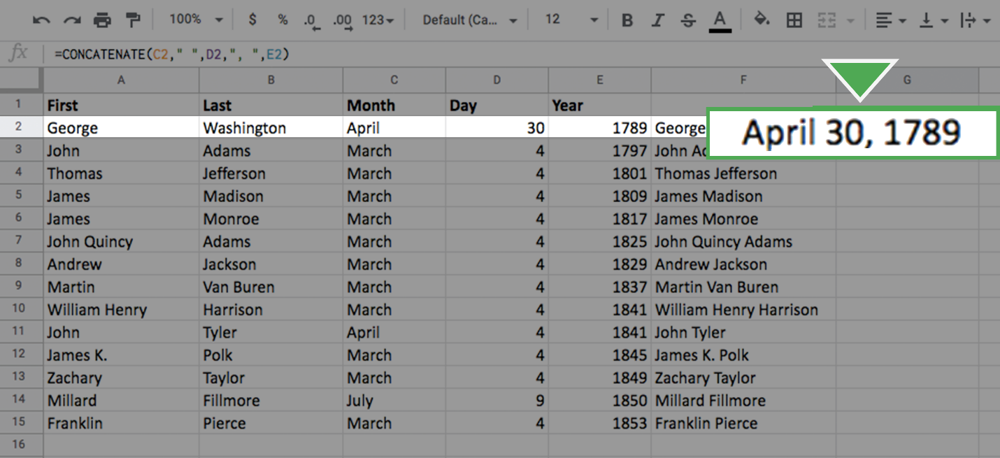 100% $ % .0 .00 123 Default (Ca... 12 B I S A
fx =CONCATENATE(C2," ",D2,", ",E2)
A B C D E F G
1 First Last Month Day Year
2 George Washington April 30 1789 George April 30, 1789
3 John Adams March 4 1797 John
4 Thomas Jefferson March 4 1801 Thomas Jefferson
5 James Madison March 4 1809 James Madison
6 James Monroe March 4 1817 James Monroe
7 John Quincy Adams March 4 1825 John Quincy Adams
8 Andrew Jackson March 4 1829 Andrew Jackson
9 Martin Van Buren March 4 1837 Martin Van Buren
10 William Henry Harrison March 4 1841 William Henry Harrison
11 John Tyler April 4 1841 John Tyler
12 James K. Polk March 4 1845 James K. Polk
13 Zachary Taylor March 4 1849 Zachary Taylor
14 Millard Fillmore July 9 1850 Millard Fillmore
15 Franklin Pierce March 4 1853 Franklin Pierce
16